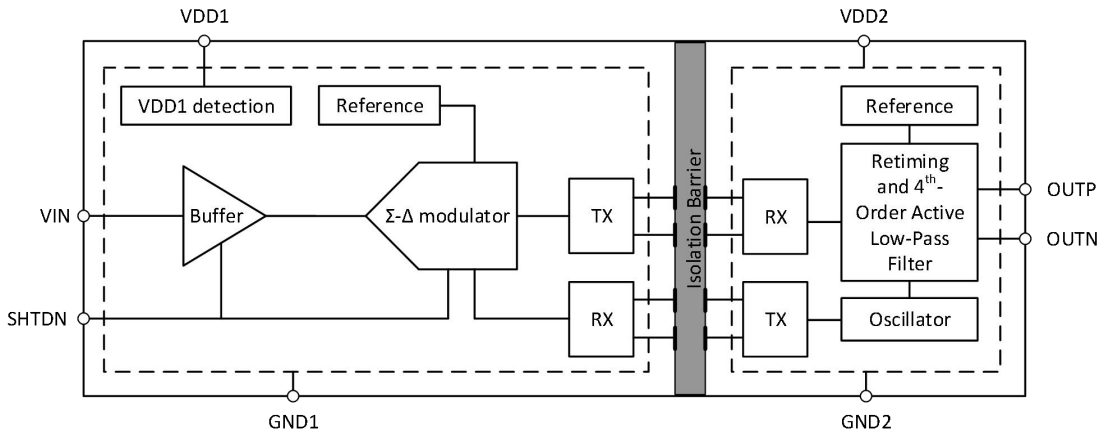 VDD1
VDD2
VDD1 detection
Reference
Reference
VIN
Buffer
Σ-Δ modulator
TX
Isolation Barrier
RX
Retiming
and 4th-
Order Active
Low-Pass
Filter
OUTP
OUTN
SHTDN
RX
TX
Oscillator
GND1
GND2